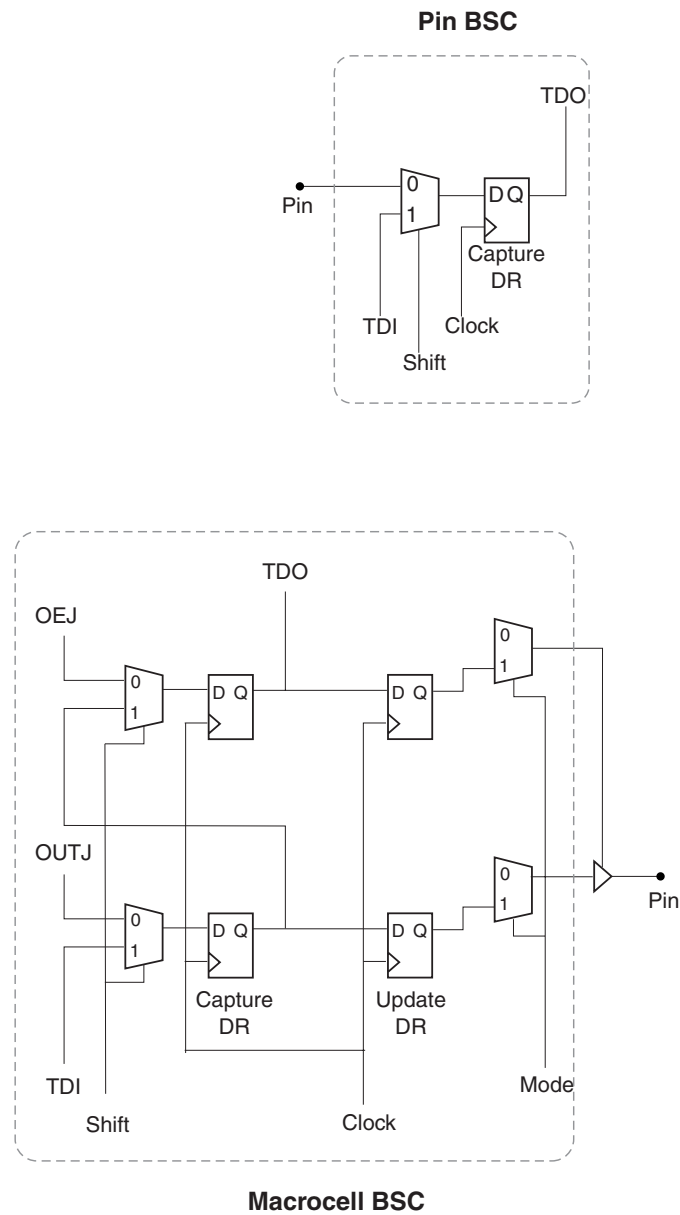 Pin BSC
TDO
0
Pin
1
D Q
Capture
DR
TDI
Clock
Shift
TDO
OEJ
0
1
D Q
D Q
0
1
OUTJ
0
1
D Q
D Q
0
1
Pin
Capture
DR
Update
DR
TDI
Mode
Shift
Clock
Macrocell BSC